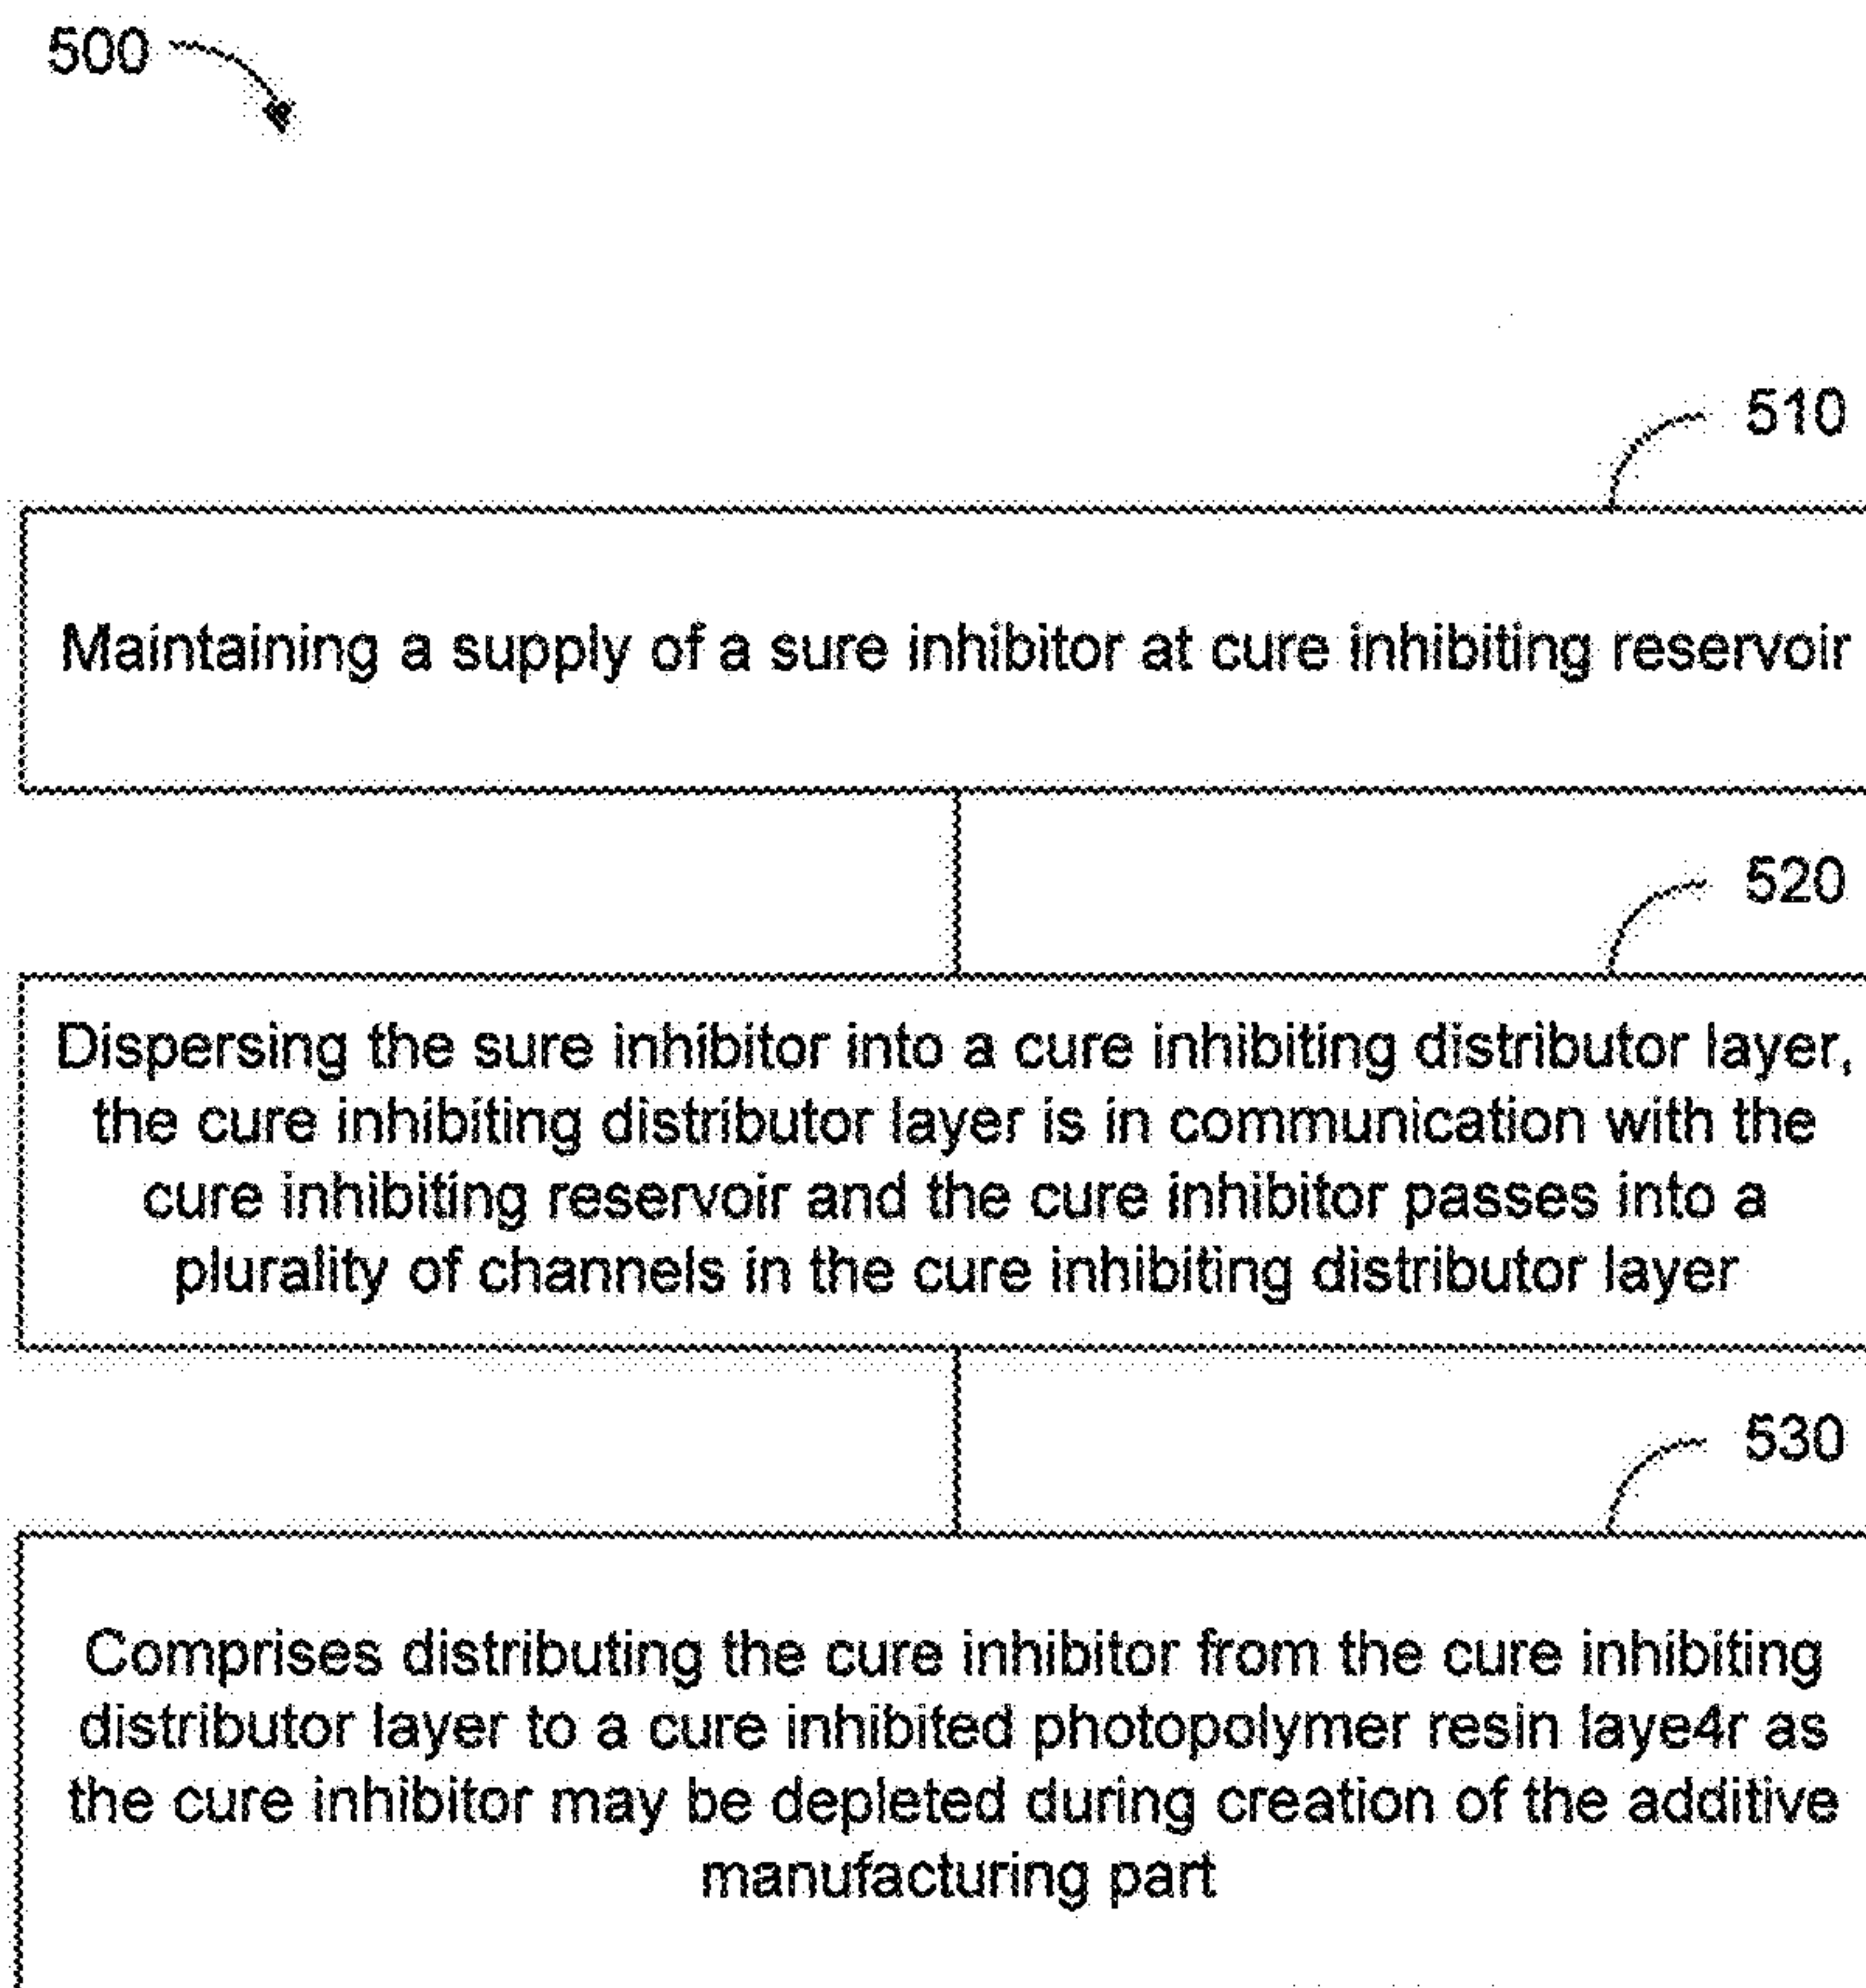 500
510
Maintaining a supply of a sure inhibitor at cure inhibiting reservoir
520
Dispersing the sure inhibitor into a cure inhibiting distributor layer,
the cure inhibiting distributor layer is in communication with the
cure inhibiting reservoir and the cure inhibitor passes into a
plurality of channels in the cure inhibiting distributor layer
530
Comprises distributing the cure inhibitor from the cure inhibiting
distributor layer to a cure inhibited photopolymer resin laye4r as
the cure inhibitor may be depleted during creation of the additive
manufacturing part